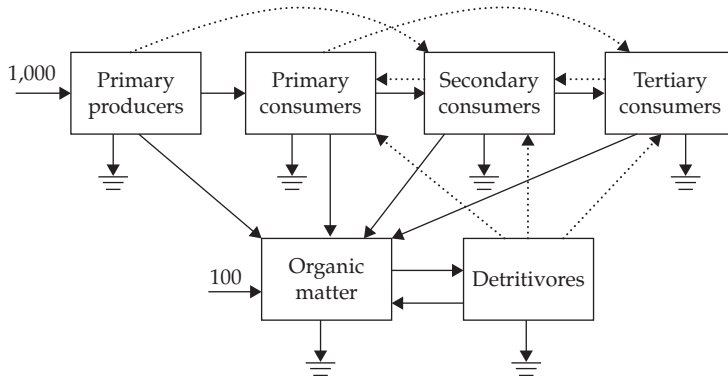 1,000
Primary
producers
Primary
consumers
Secondary
consumers
Tertiary
consumers
100
Organic
matter
Detritivores